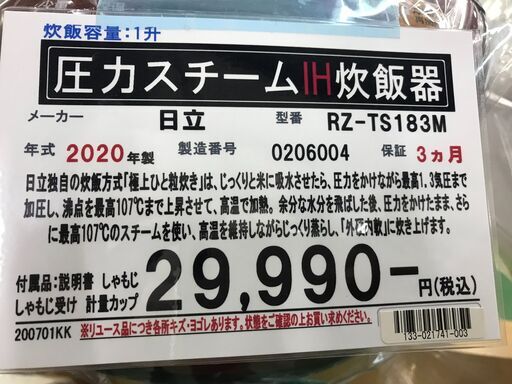 炊飯容量:1升
圧力スチームIH炊飯器
メーカー 日立 型番 RZ-TS183M
年式 2020年製 製造番号 0206004 保証 3ヵ月
日立独自の炊飯方式「極上ひと粒炊き」は、じっくりと米に吸水させたら、圧力をかけながら最高1.3気圧まで
加圧し、沸点を最高107℃まで上昇させて、高温で加熱。余分な水分を飛ばした後、圧力をかけたまま、さら
に最高107℃のスチームを使い、高温を維持しながらじっくり蒸らし、「外硬内軟」に炊き上げます。
付属品:説明書 しゃもじ
しゃもじ受け 計量カップ
29,990-円(税込)
200701KK ※リユース品につき各所キズ・ヨゴレあります。状態をご確認の上お買い求めください。
133-021741-003